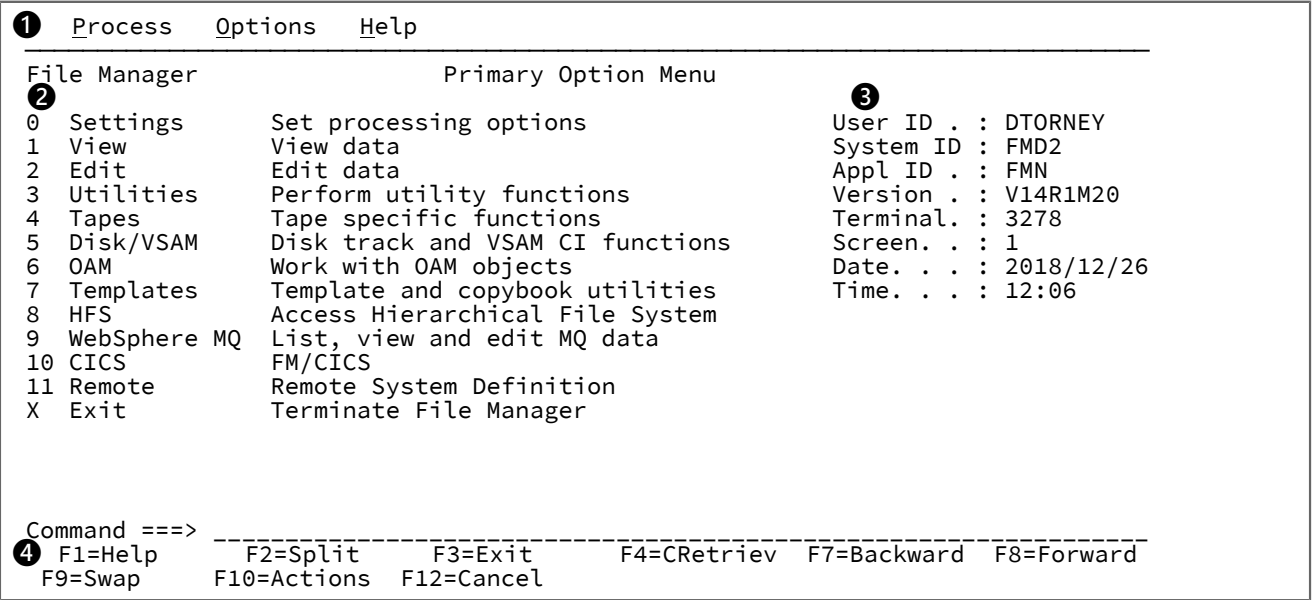 ❶ Process Options Help
File Manager Primary Option Menu
❷ ❸
0 Settings Set processing options User ID . : DTORNEY
1 View View data System ID : FMD2
2 Edit Edit data Appl ID . : FMN
3 Utilities Perform utility functions Version . : V14R1M20
4 Tapes Tape specific functions Terminal. : 3278
5 Disk/VSAM Disk track and VSAM CI functions Screen. . : 1
6 OAM Work with OAM objects Date. . . : 2018/12/26
7 Templates Template and copybook utilities Time. . . : 12:06
8 HFS Access Hierarchical File System
9 WebSphere MQ List, view and edit MQ data
10 CICS FM/CICS
11 Remote Remote System Definition
X Exit Terminate File Manager
Command ===> _________________________________________________________________
❹ F1=Help F2=Split F3=Exit F4=CRetriev F7=Backward F8=Forward
F9=Swap F10=Actions F12=Cancel